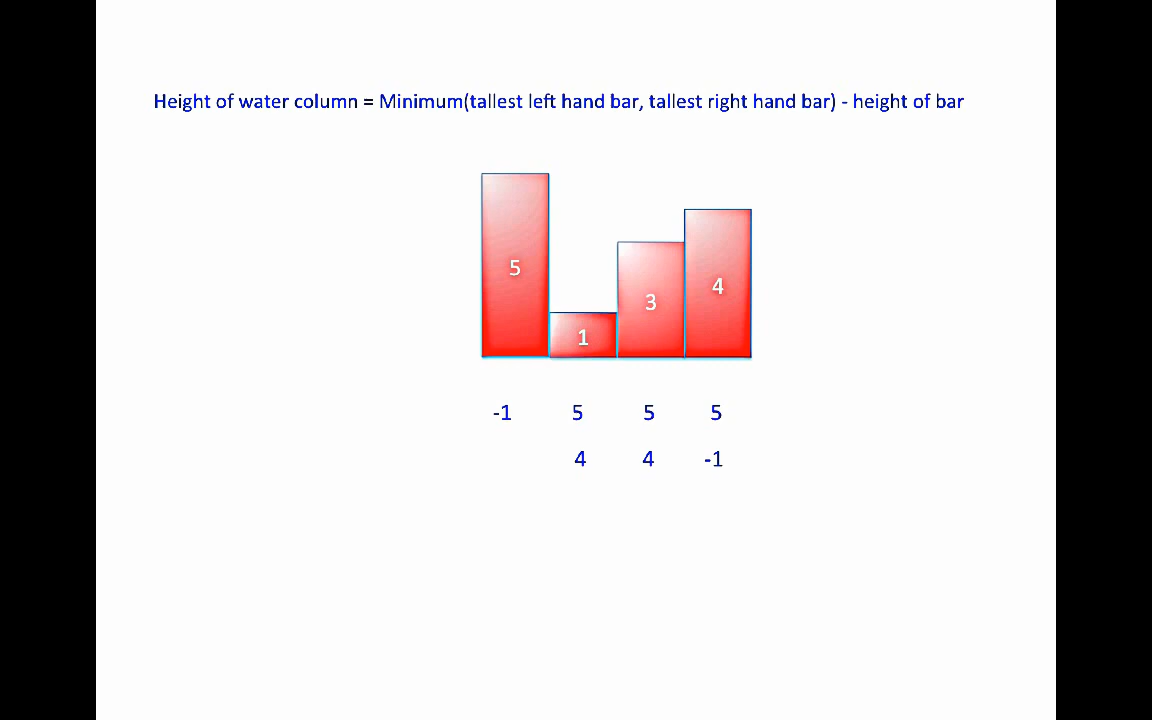 Height of water column = Minimum(tallest left hand bar, tallest right hand bar) - height of bar
5
1
3
4
-1 5 5 5
4 4 -1